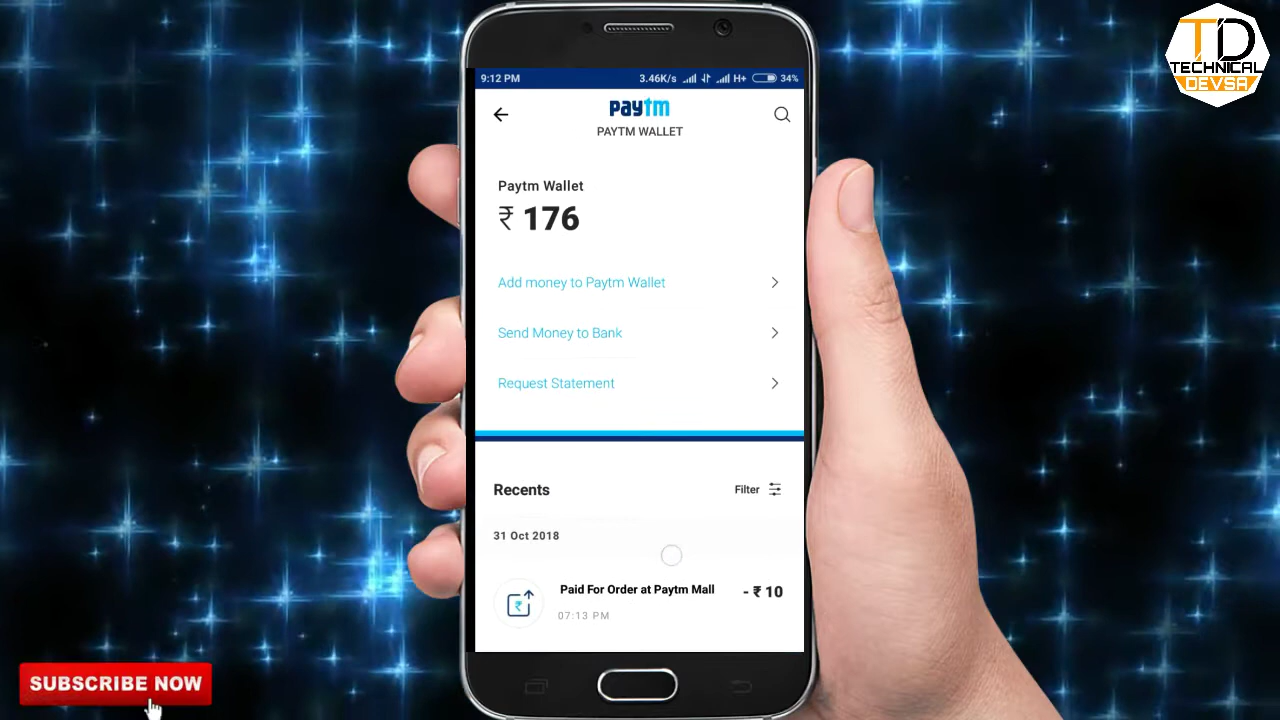 TD
TECHNICAL
DEVSA
9:12 PM 3.46K/s H+ 34%
paytm
PAYTM WALLET
Paytm Wallet
₹ 176
Add money to Paytm Wallet
Send Money to Bank
Request Statement
Recents
Filter
31 Oct 2018
Paid For Order at Paytm Mall
- ₹ 10
₹
07:13 PM
SUBSCRIBE NOW